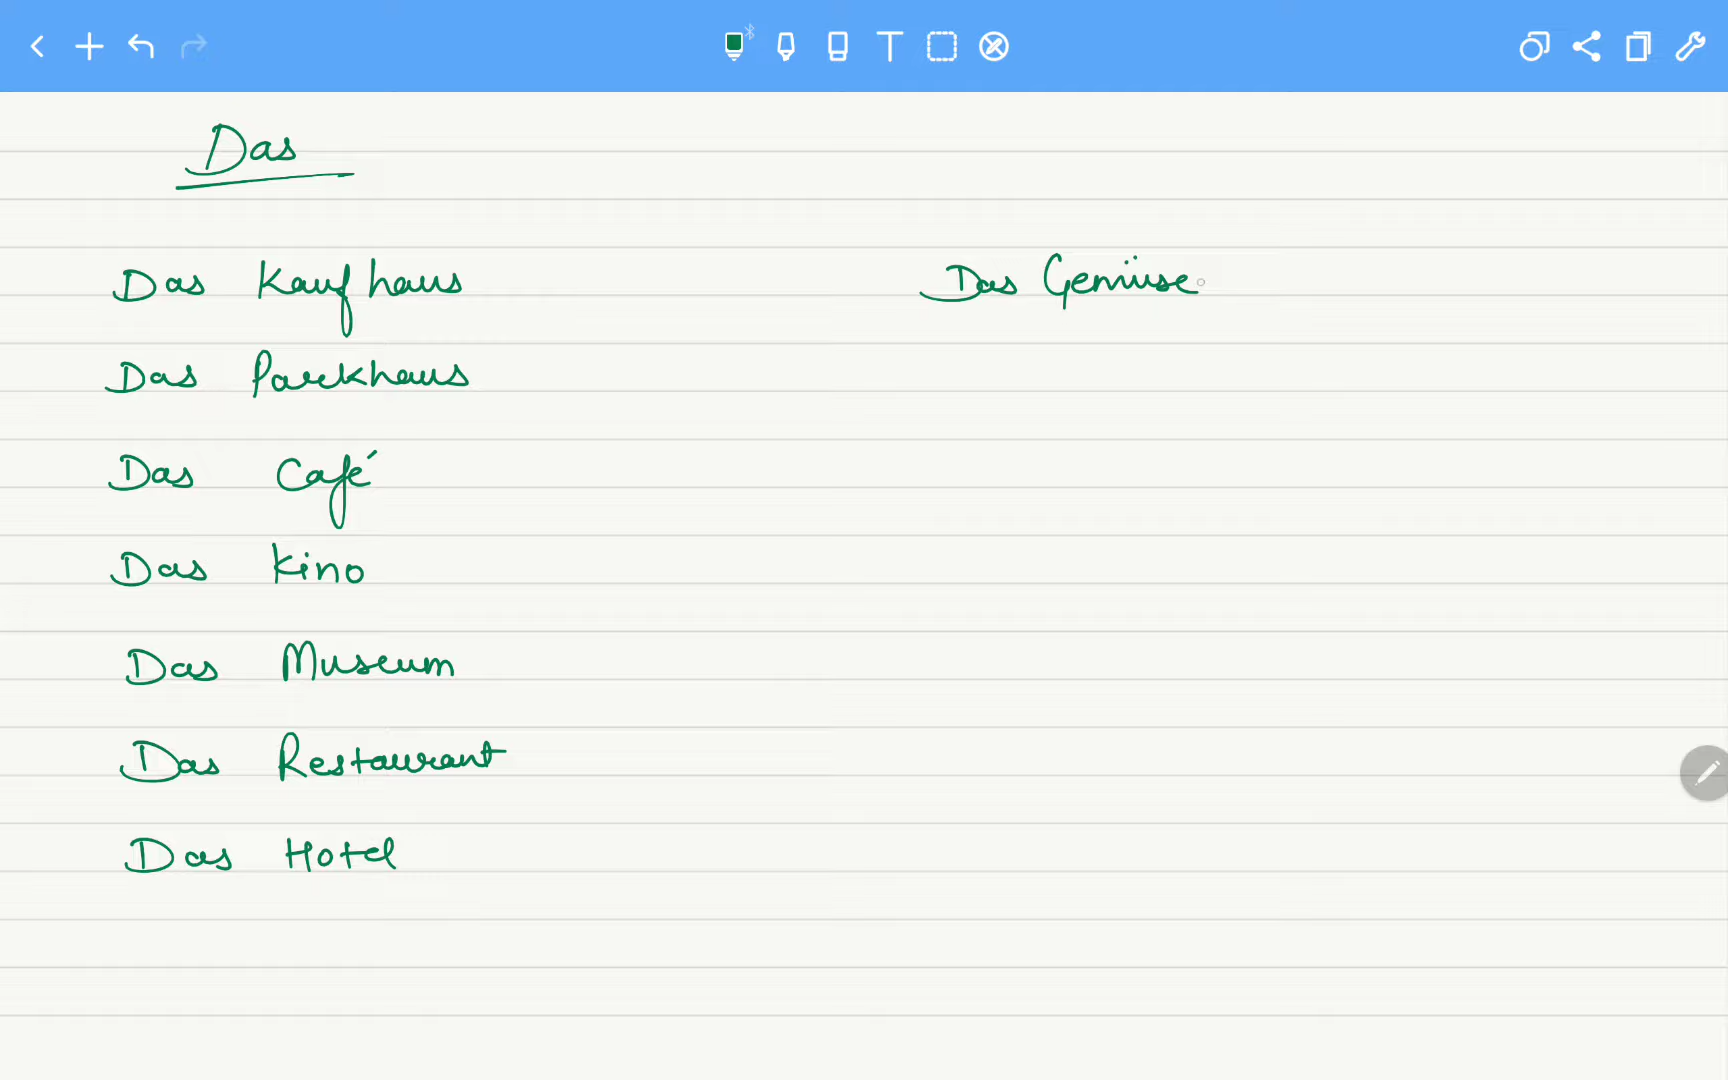 Das
Das Kaufhaus
Das Parkhaus
Das Café
Das Kino
Das Museum
Das Restaurant
Das Hotel
Das Gemüse